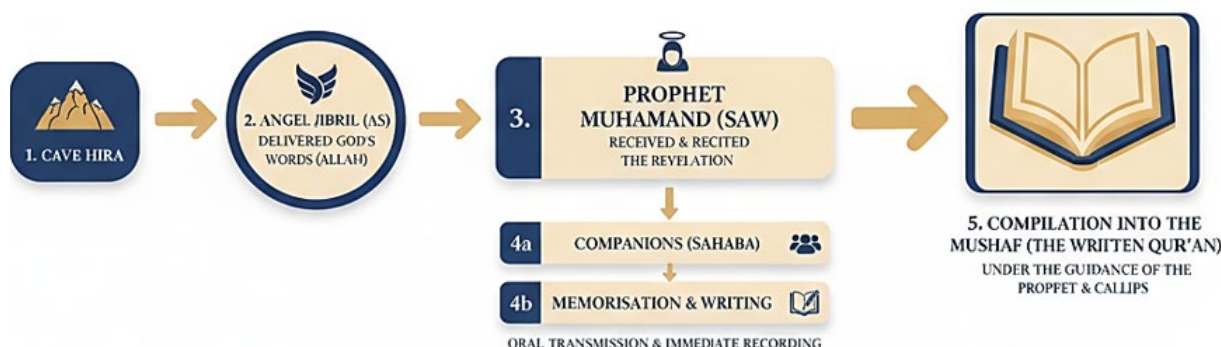 1. CAVE HIRA
2. ANGEL JIBRIL (AS)
DELIVERED GOD'S
WORDS (ALLAH)
3.
PROPHET
MUHAMAND (SAW)
RECEIVED & RECITED
THE REVELATION
4a
COMPANIONS (SAHABA)
4b
MEMORISATION & WRITING
ORAL TRANSMISSION & IMMEDIATE RECORDING
5. COMPILATION INTO THE
MUSHAF (THE WRIITEN QUR'AN)
UNDER THE GUIDANCE OF THE
PROPFET & CALLIPS